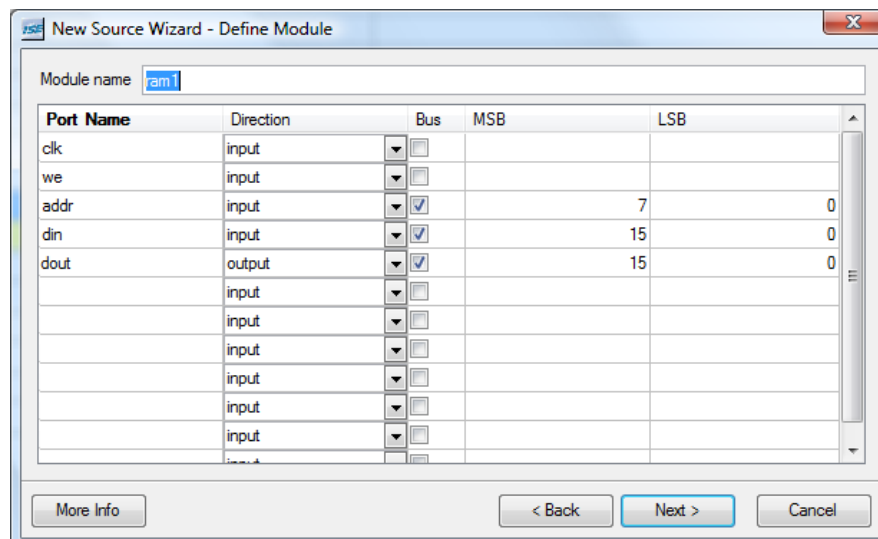 ISE New Source Wizard - Define Module
Module name ram1
Port Name Direction Bus MSB LSB
clk input
we input
addr input 7 0
din input 15 0
dout output 15 0
input
input
input
input
input
input
More Info < Back Next > Cancel